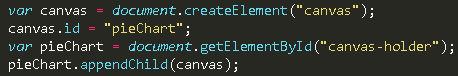 var canvas = document.createElement("canvas");
canvas.id = "pieChart";
var pieChart = document.getElementById("canvas-holder");
pieChart.appendChild(canvas);